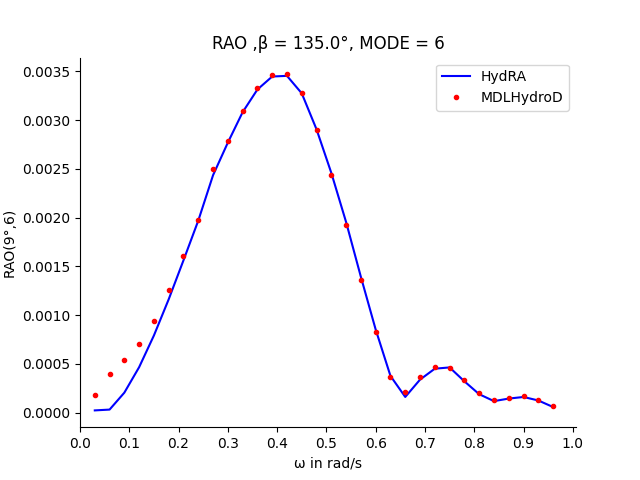 RAO ,β = 135.0°, MODE = 6
HydRA
MDLHydroD
RAO(9°,6)
0.0035
0.0030
0.0025
0.0020
0.0015
0.0010
0.0005
0.0000
0.0 0.1 0.2 0.3 0.4 0.5 0.6 0.7 0.8 0.9 1.0
ω in rad/s